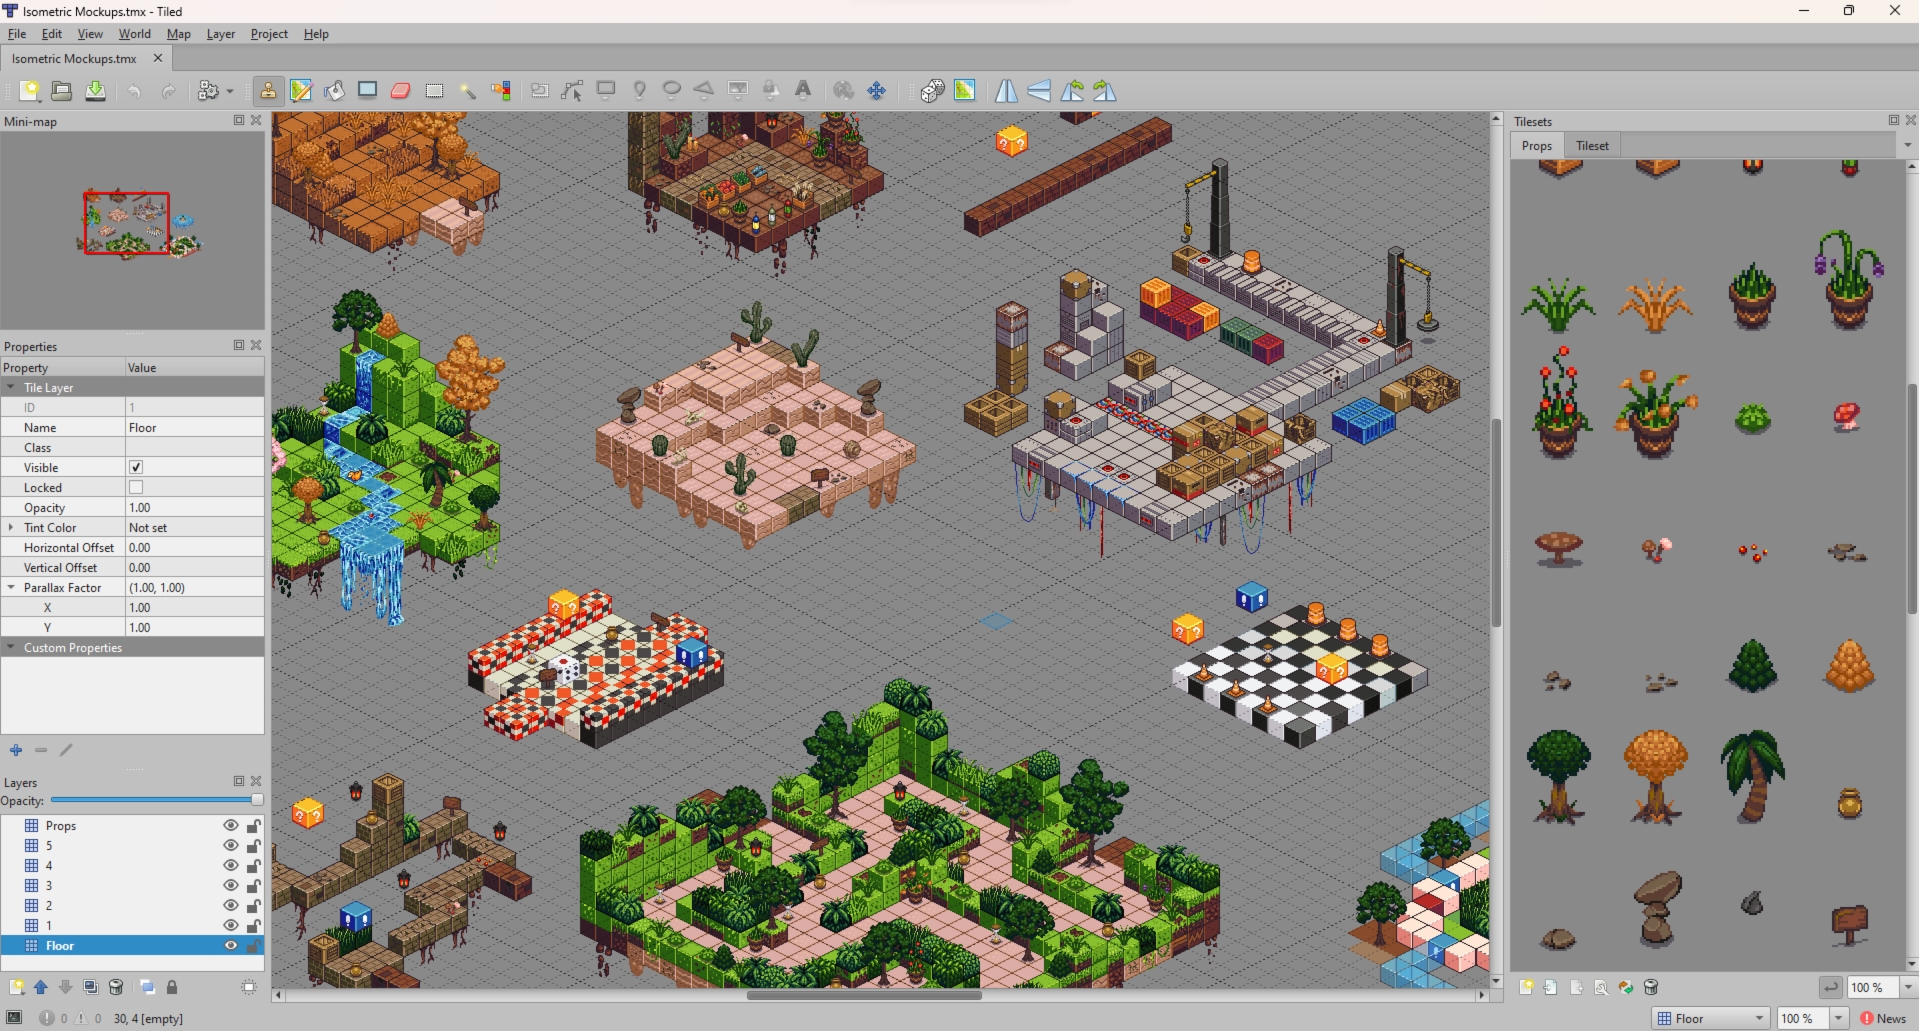 Isometric Mockups.tmx - Tiled
File Edit View World Map Layer Project Help
Isometric Mockups.tmx
Mini-map
Properties
Property Value
Tile Layer
ID 1
Name Floor
Class
Visible
Locked
Opacity 1.00
Tint Color Not set
Horizontal Offset 0.00
Vertical Offset 0.00
Parallax Factor (1.00, 1.00)
X 1.00
Y 1.00
Custom Properties
Layers
Opacity:
Props
5
4
3
2
1
Floor
0 0 30, 4 [empty]
Tilesets
Props Tileset
100 %
Floor 100 % News